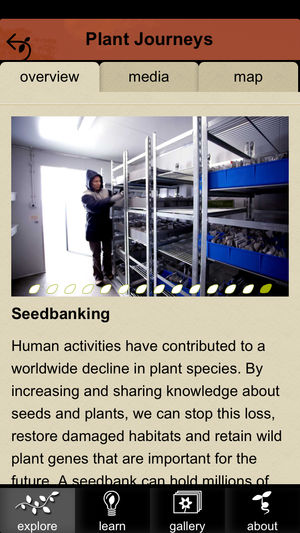 Plant Journeys
overview media map
Seedbanking
Human activities have contributed to a
worldwide decline in plant species. By
increasing and sharing knowledge about
seeds and plants, we can stop this loss,
restore damaged habitats and retain wild
plant genes that are important for the
future. A seedbank can hold millions of
explore learn gallery about